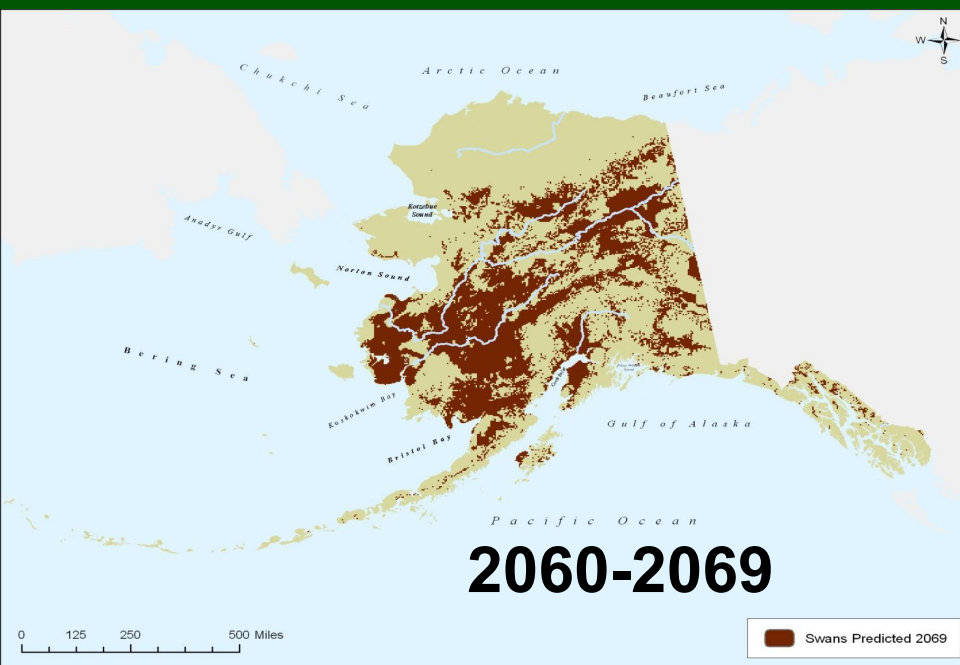 N
W
S
Arctic Ocean
Chukchi Sea
Beaufort Sea
Kotzebue
Sound
Anadyr Gulf
Norton Sound
Bering Sea
Kuskokwim Bay
Gulf of Alaska
Bristol Bay
Pacific Ocean
2060-2069
0 125 250 500 Miles
Swans Predicted 2069